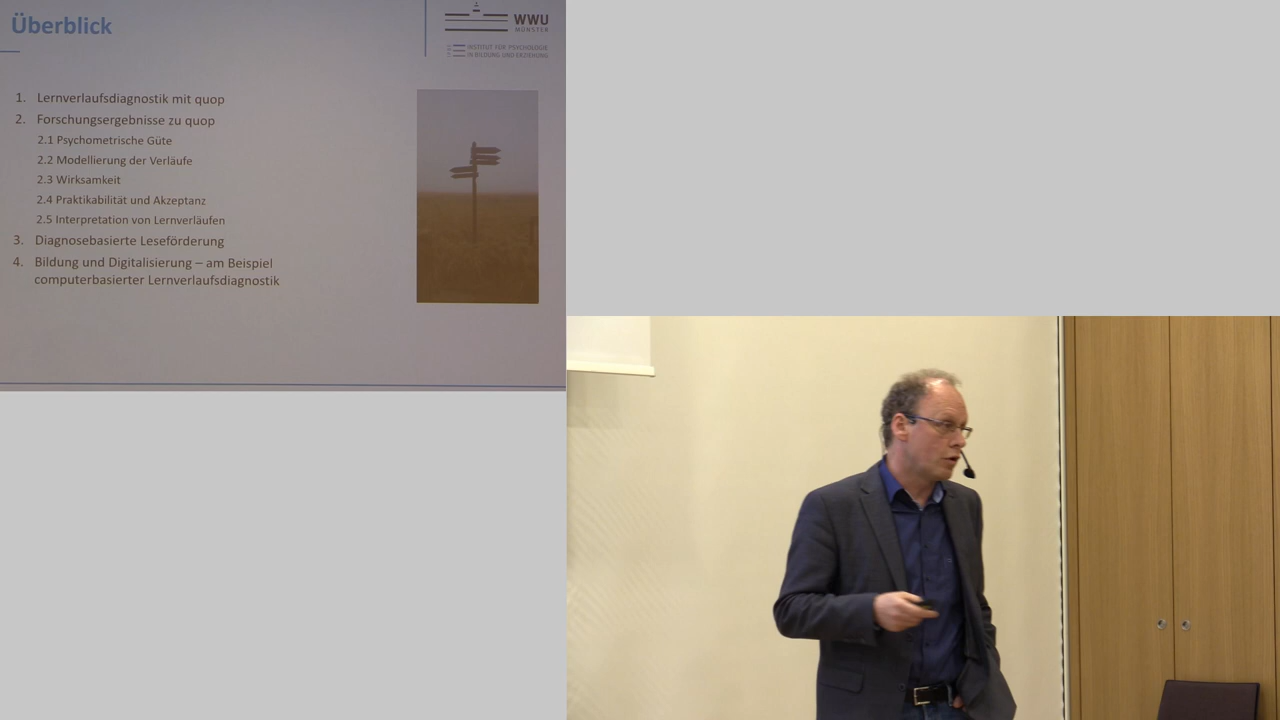 Überblick
WWU
MÜNSTER
INSTITUT FÜR PSYCHOLOGIE
IN BILDUNG UND ERZIEHUNG
1. Lernverlaufsdiagnostik mit quop
2. Forschungsergebnisse zu quop
2.1 Psychometrische Güte
2.2 Modellierung der Verläufe
2.3 Wirksamkeit
2.4 Praktikabilität und Akzeptanz
2.5 Interpretation von Lernverläufen
3. Diagnosebasierte Leseförderung
4. Bildung und Digitalisierung – am Beispiel
computerbasierter Lernverlaufsdiagnostik